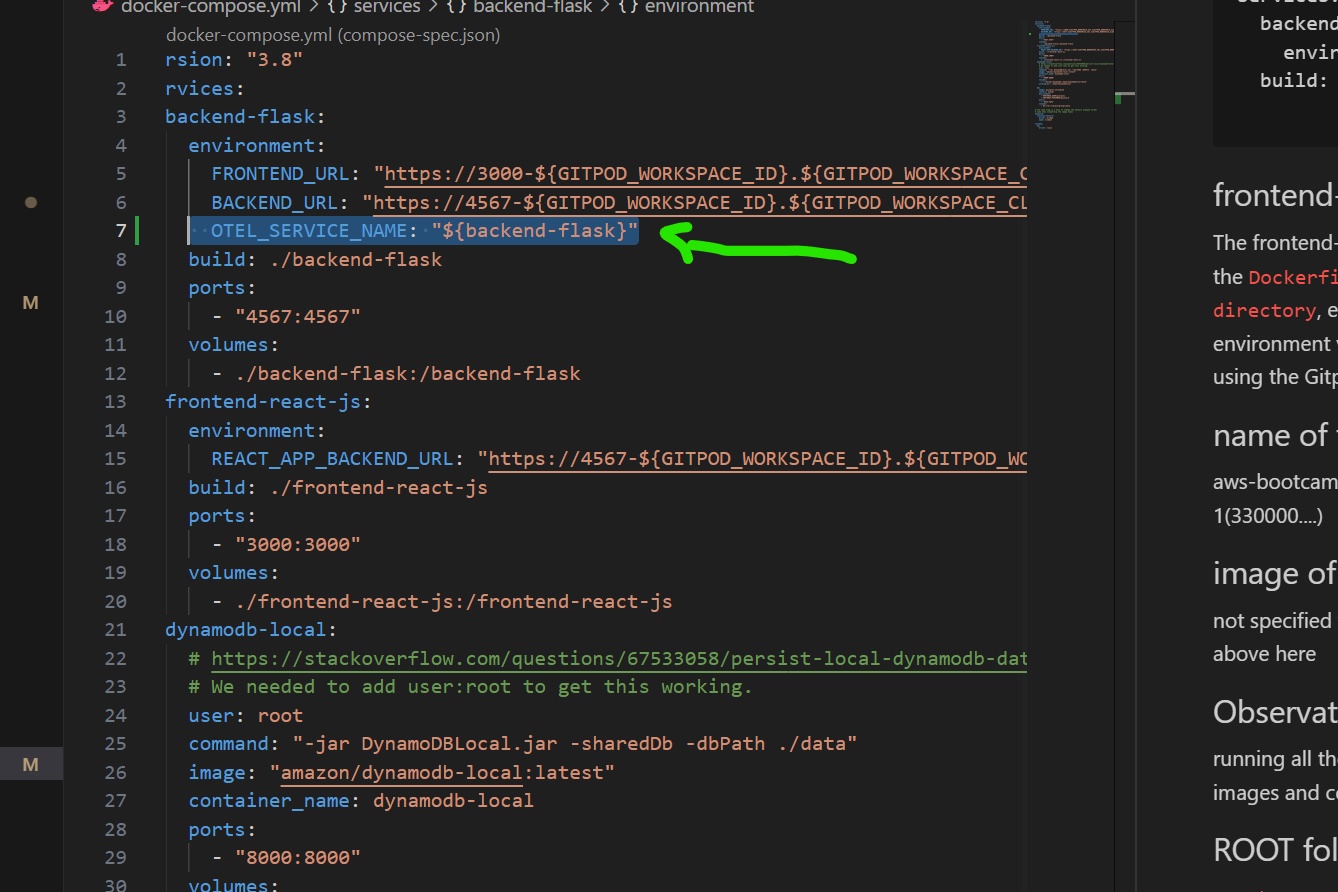 docker-compose.yml > {} services > {} backend-flask > {} environment
docker-compose.yml (compose-spec.json)
1 rsion: "3.8"
2 rvices:
3 backend-flask:
4 environment:
5 FRONTEND_URL: "https://3000-${GITPOD_WORKSPACE_ID}.${GITPOD_WORKSPACE_C
6 BACKEND_URL: "https://4567-${GITPOD_WORKSPACE_ID}.${GITPOD_WORKSPACE_CL
7 OTEL_SERVICE_NAME: "${backend-flask}"
8 build: ./backend-flask
9 ports:
10 - "4567:4567"
11 volumes:
12 - ./backend-flask:/backend-flask
13 frontend-react-js:
14 environment:
15 REACT_APP_BACKEND_URL: "https://4567-${GITPOD_WORKSPACE_ID}.${GITPOD_WO
16 build: ./frontend-react-js
17 ports:
18 - "3000:3000"
19 volumes:
20 - ./frontend-react-js:/frontend-react-js
21 dynamodb-local:
22 # https://stackoverflow.com/questions/67533058/persist-local-dynamodb-dat
23 # We needed to add user:root to get this working.
24 user: root
25 command: "-jar DynamoDBLocal.jar -sharedDb -dbPath ./data"
26 image: "amazon/dynamodb-local:latest"
27 container_name: dynamodb-local
28 ports:
29 - "8000:8000"
30 volumes:
M
M
backend
envir
build:
frontend-
The frontend-
the Dockerfi
directory, e
environment
using the Gitp
name of
aws-bootcam
1(330000....)
image of
not specified
above here
Observat
running all th
images and c
ROOT fol